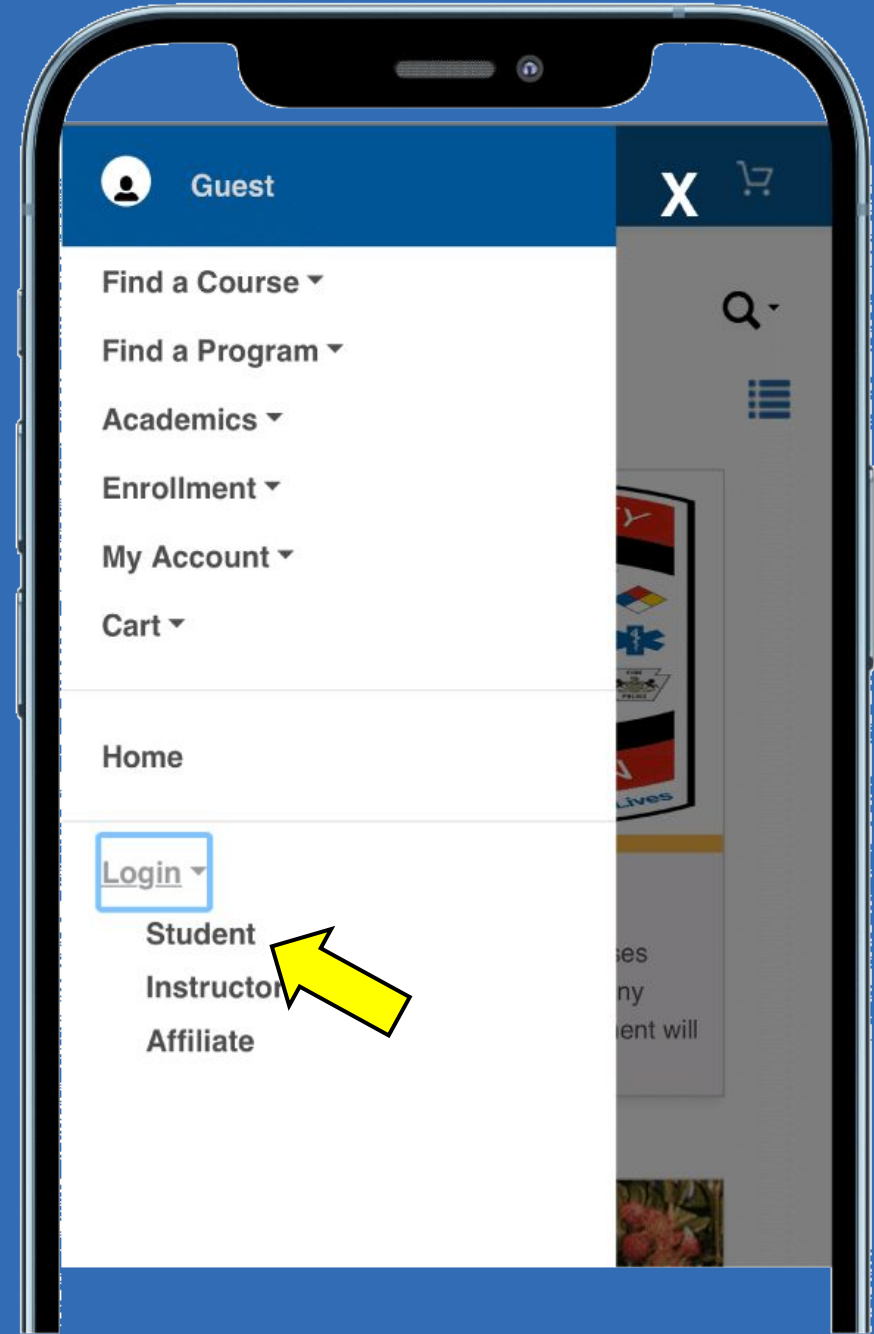 Guest
X
Find a Course
Find a Program
Academics
Enrollment
My Account
Cart
Home
Login
Student
Instructor
Affiliate
Lives
ses
ny
ent will